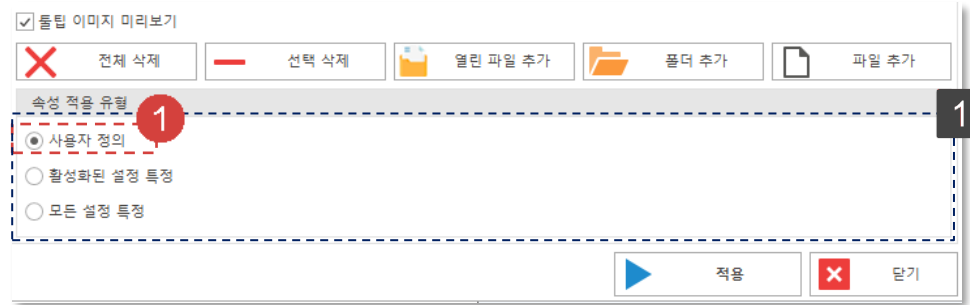 툴팁 이미지 미리보기
전체 삭제 선택 삭제 열린 파일 추가 폴더 추가 파일 추가
속성 적용 유형
1 1
사용자 정의
활성화된 설정 특정
모든 설정 특정
적용 닫기